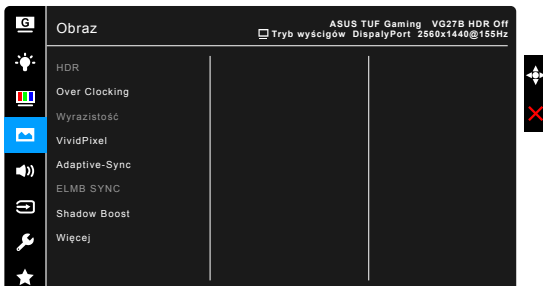 G
Obraz
ASUS TUF Gaming VG27B HDR Off
Tryb wyścigów DispalyPort 2560x1440@155Hz
HDR
Over Clocking
Wyrazistość
VividPixel
Adaptive-Sync
ELMB SYNC
Shadow Boost
Więcej